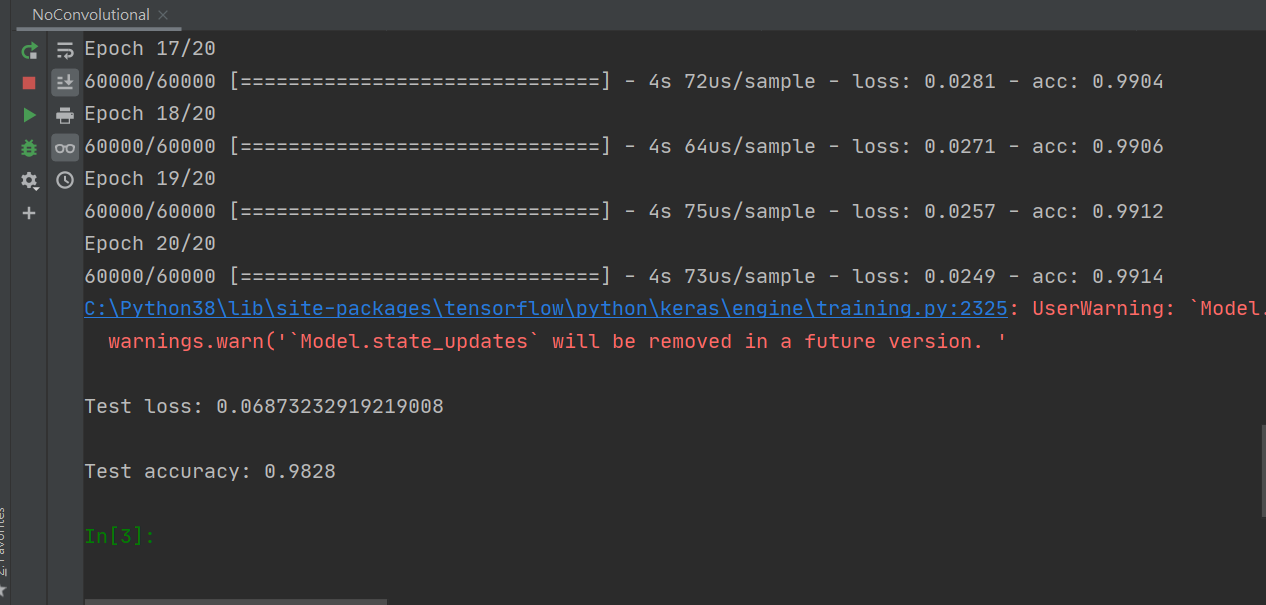 NoConvolutional
Epoch 17/20
60000/60000 [==============================] - 4s 72us/sample - loss: 0.0281 - acc: 0.9904
Epoch 18/20
60000/60000 [==============================] - 4s 64us/sample - loss: 0.0271 - acc: 0.9906
Epoch 19/20
60000/60000 [==============================] - 4s 75us/sample - loss: 0.0257 - acc: 0.9912
Epoch 20/20
60000/60000 [==============================] - 4s 73us/sample - loss: 0.0249 - acc: 0.9914
C:\Python38\lib\site-packages\tensorflow\python\keras\engine\training.py:2325: UserWarning: `Model.
warnings.warn('`Model.state_updates` will be removed in a future version. '
Test loss: 0.06873232919219008
Test accuracy: 0.9828
In[3]: